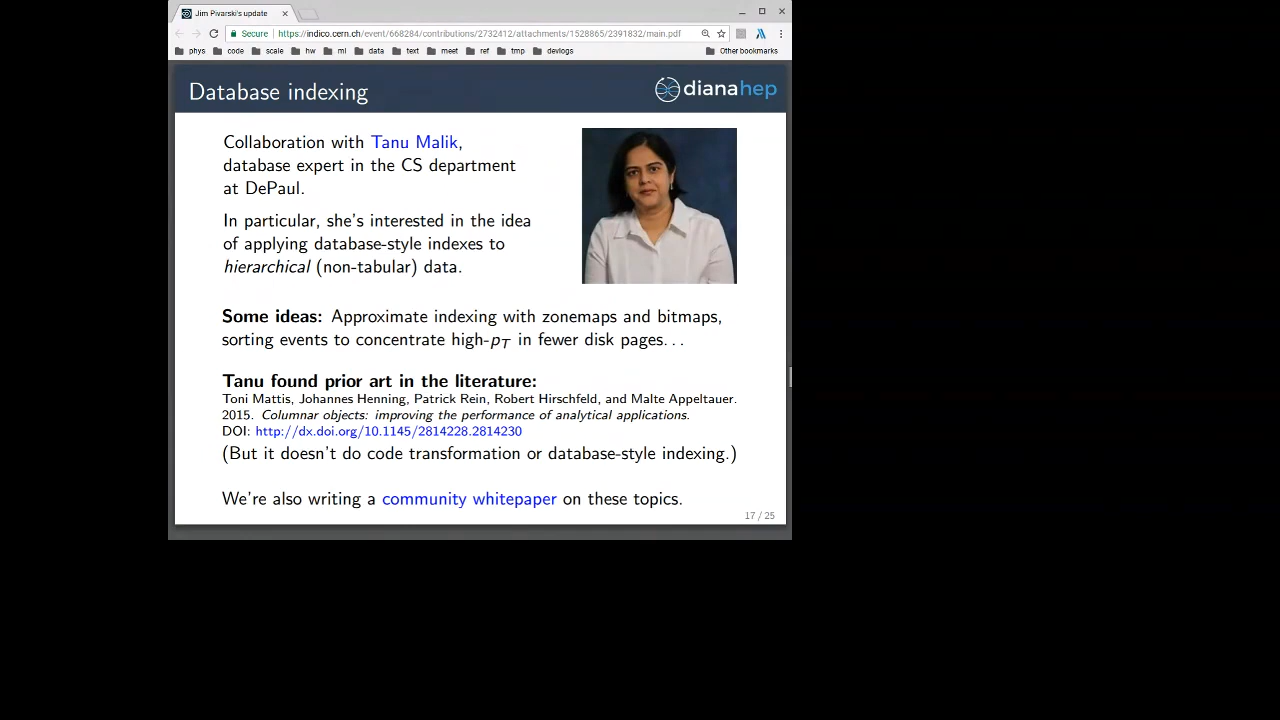 Jim Pivarski's update
Secure
https://indico.cern.ch/event/668284/contributions/2732412/attachments/1528865/2391832/main.pdf
phys code scale hw ml data text meet ref tmp devlogs Other bookmarks
Database indexing
dianahep
Collaboration with Tanu Malik,
database expert in the CS department
at DePaul.
In particular, she's interested in the idea
of applying database-style indexes to
hierarchical (non-tabular) data.
Some ideas: Approximate indexing with zonemaps and bitmaps,
sorting events to concentrate high-pT in fewer disk pages...
Tanu found prior art in the literature:
Toni Mattis, Johannes Henning, Patrick Rein, Robert Hirschfeld, and Malte Appeltauer.
2015. Columnar objects: improving the performance of analytical applications.
DOI: http://dx.doi.org/10.1145/2814228.2814230
(But it doesn't do code transformation or database-style indexing.)
We're also writing a community whitepaper on these topics.
17 / 25